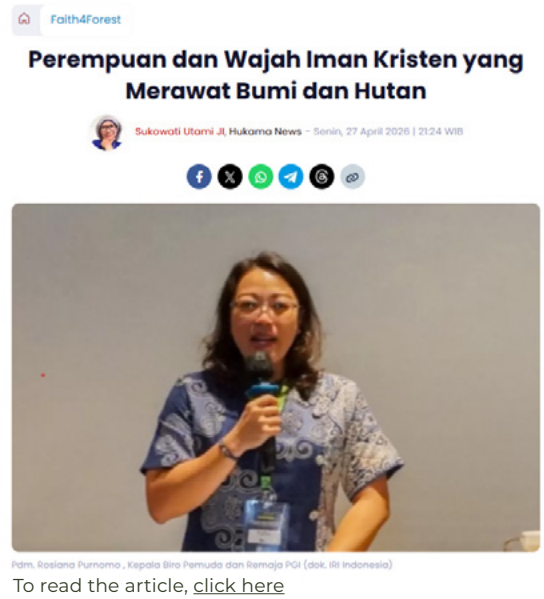 Faith4Forest
Perempuan dan Wajah Iman Kristen yang
Merawat Bumi dan Hutan
Sukowati Utami JI, Hukama News - Senin, 27 April 2026 | 21:24 WIB
Pdm. Rosiana Purnomo , Kepala Biro Pemuda dan Remaja PGI (dok. IRI Indonesia)
To read the article, click here